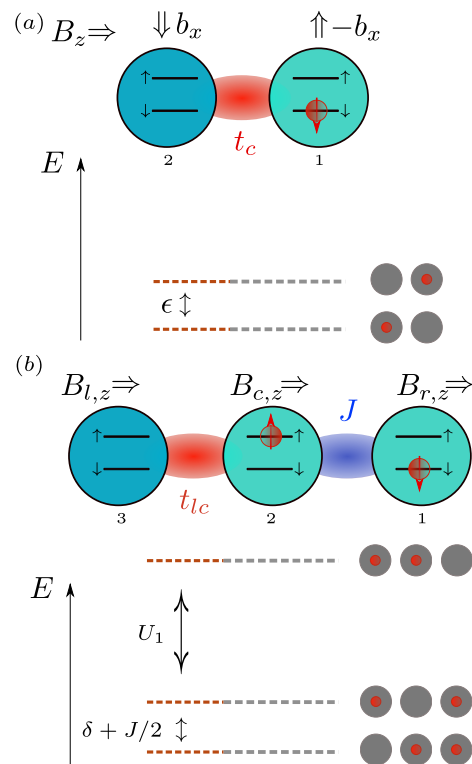 (a) B_z⇒ ⇓b_x ⇑−b_x
↑ ↑
↓ ↓
t_c
2 1
E
ϵ↕
(b)
B_{l,z}⇒ B_{c,z}⇒ B_{r,z}⇒
J
↑ ↑ ↑
↓ ↓ ↓
t_{lc}
3 2 1
E
U_1
δ + J/2 ↕